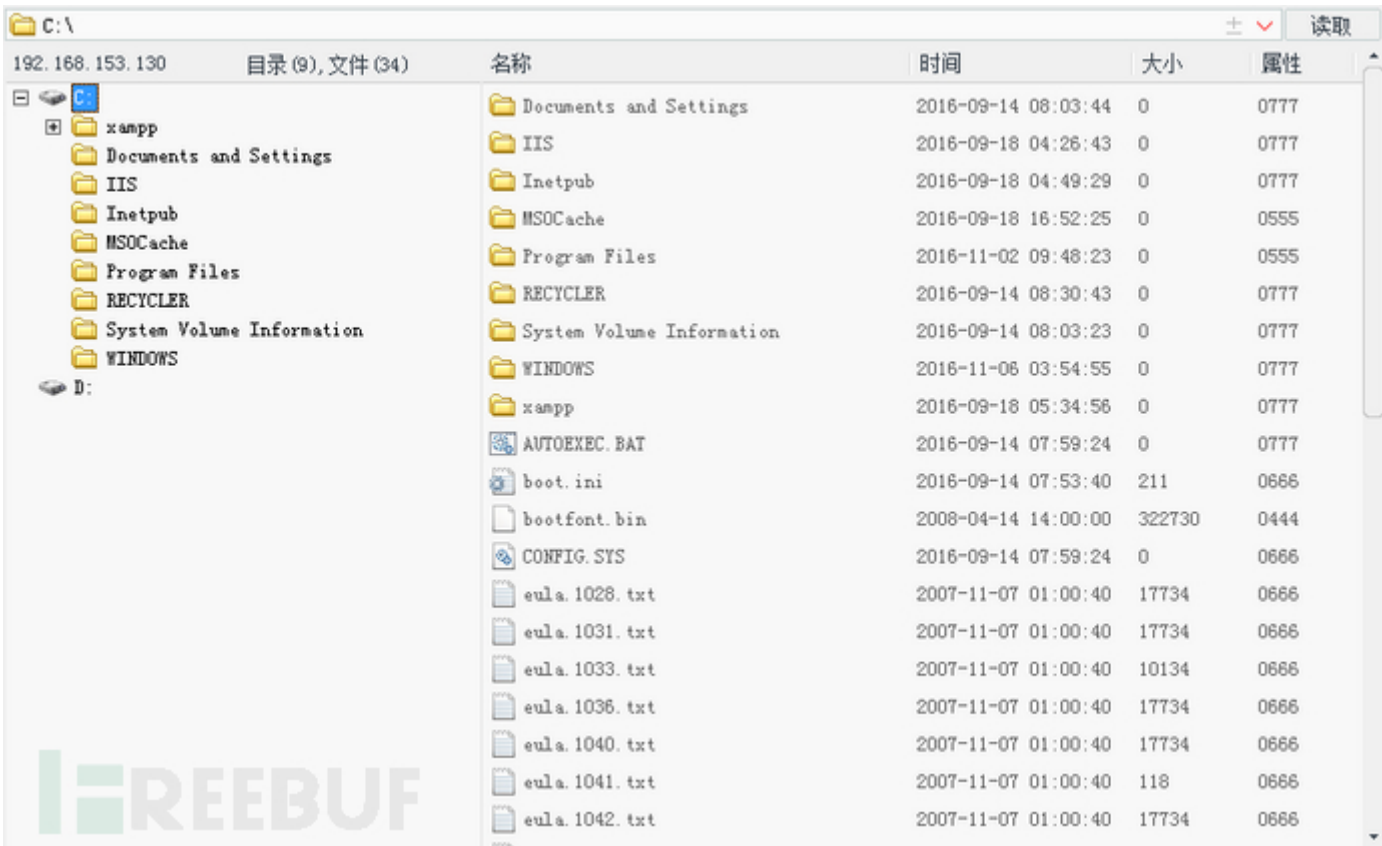 C:\ 读取
192.168.153.130 目录(9),文件(34) 名称 时间 大小 属性
C:
xampp
Documents and Settings
IIS
Inetpub
MSOCache
Program Files
RECYCLER
System Volume Information
WINDOWS
D:
Documents and Settings 2016-09-14 08:03:44 0 0777
IIS 2016-09-18 04:26:43 0 0777
Inetpub 2016-09-18 04:49:29 0 0777
MSOCache 2016-09-18 16:52:25 0 0555
Program Files 2016-11-02 09:48:23 0 0555
RECYCLER 2016-09-14 08:30:43 0 0777
System Volume Information 2016-09-14 08:03:23 0 0777
WINDOWS 2016-11-06 03:54:55 0 0777
xampp 2016-09-18 05:34:56 0 0777
AUTOEXEC.BAT 2016-09-14 07:59:24 0 0777
boot.ini 2016-09-14 07:53:40 211 0666
bootfont.bin 2008-04-14 14:00:00 322730 0444
CONFIG.SYS 2016-09-14 07:59:24 0 0666
eula.1028.txt 2007-11-07 01:00:40 17734 0666
eula.1031.txt 2007-11-07 01:00:40 17734 0666
eula.1033.txt 2007-11-07 01:00:40 10134 0666
eula.1036.txt 2007-11-07 01:00:40 17734 0666
eula.1040.txt 2007-11-07 01:00:40 17734 0666
eula.1041.txt 2007-11-07 01:00:40 118 0666
eula.1042.txt 2007-11-07 01:00:40 17734 0666
FREEBUF